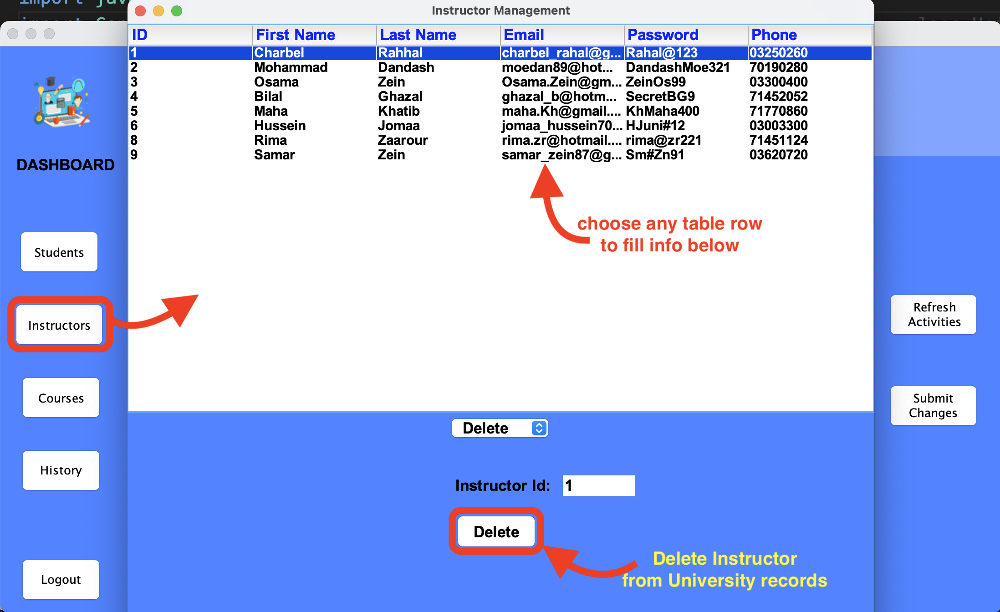 import java
Instructor Management
ID First Name Last Name Email Password Phone
1 Charbel Rahhal charbel_rahal@g... Rahal@123 03250260
2 Mohammad Dandash moedan89@hot... DandashMoe321 70190280
3 Osama Zein Osama.Zein@gm... ZeinOs99 03300400
4 Bilal Ghazal ghazal_b@hotm... SecretBG9 71452052
5 Maha Khatib maha.Kh@gmail.... KhMaha400 71770860
6 Hussein Jomaa jomaa_hussein70... HJuni#12 03003300
8 Rima Zaarour rima.zr@hotmail.... rima@zr221 71451124
9 Samar Zein samar_zein87@g... Sm#Zn91 03620720
choose any table row
to fill info below
DASHBOARD
Students
Instructors
Courses
History
Logout
Refresh
Activities
Submit
Changes
Delete
Instructor Id: 1
Delete
Delete Instructor
from University records